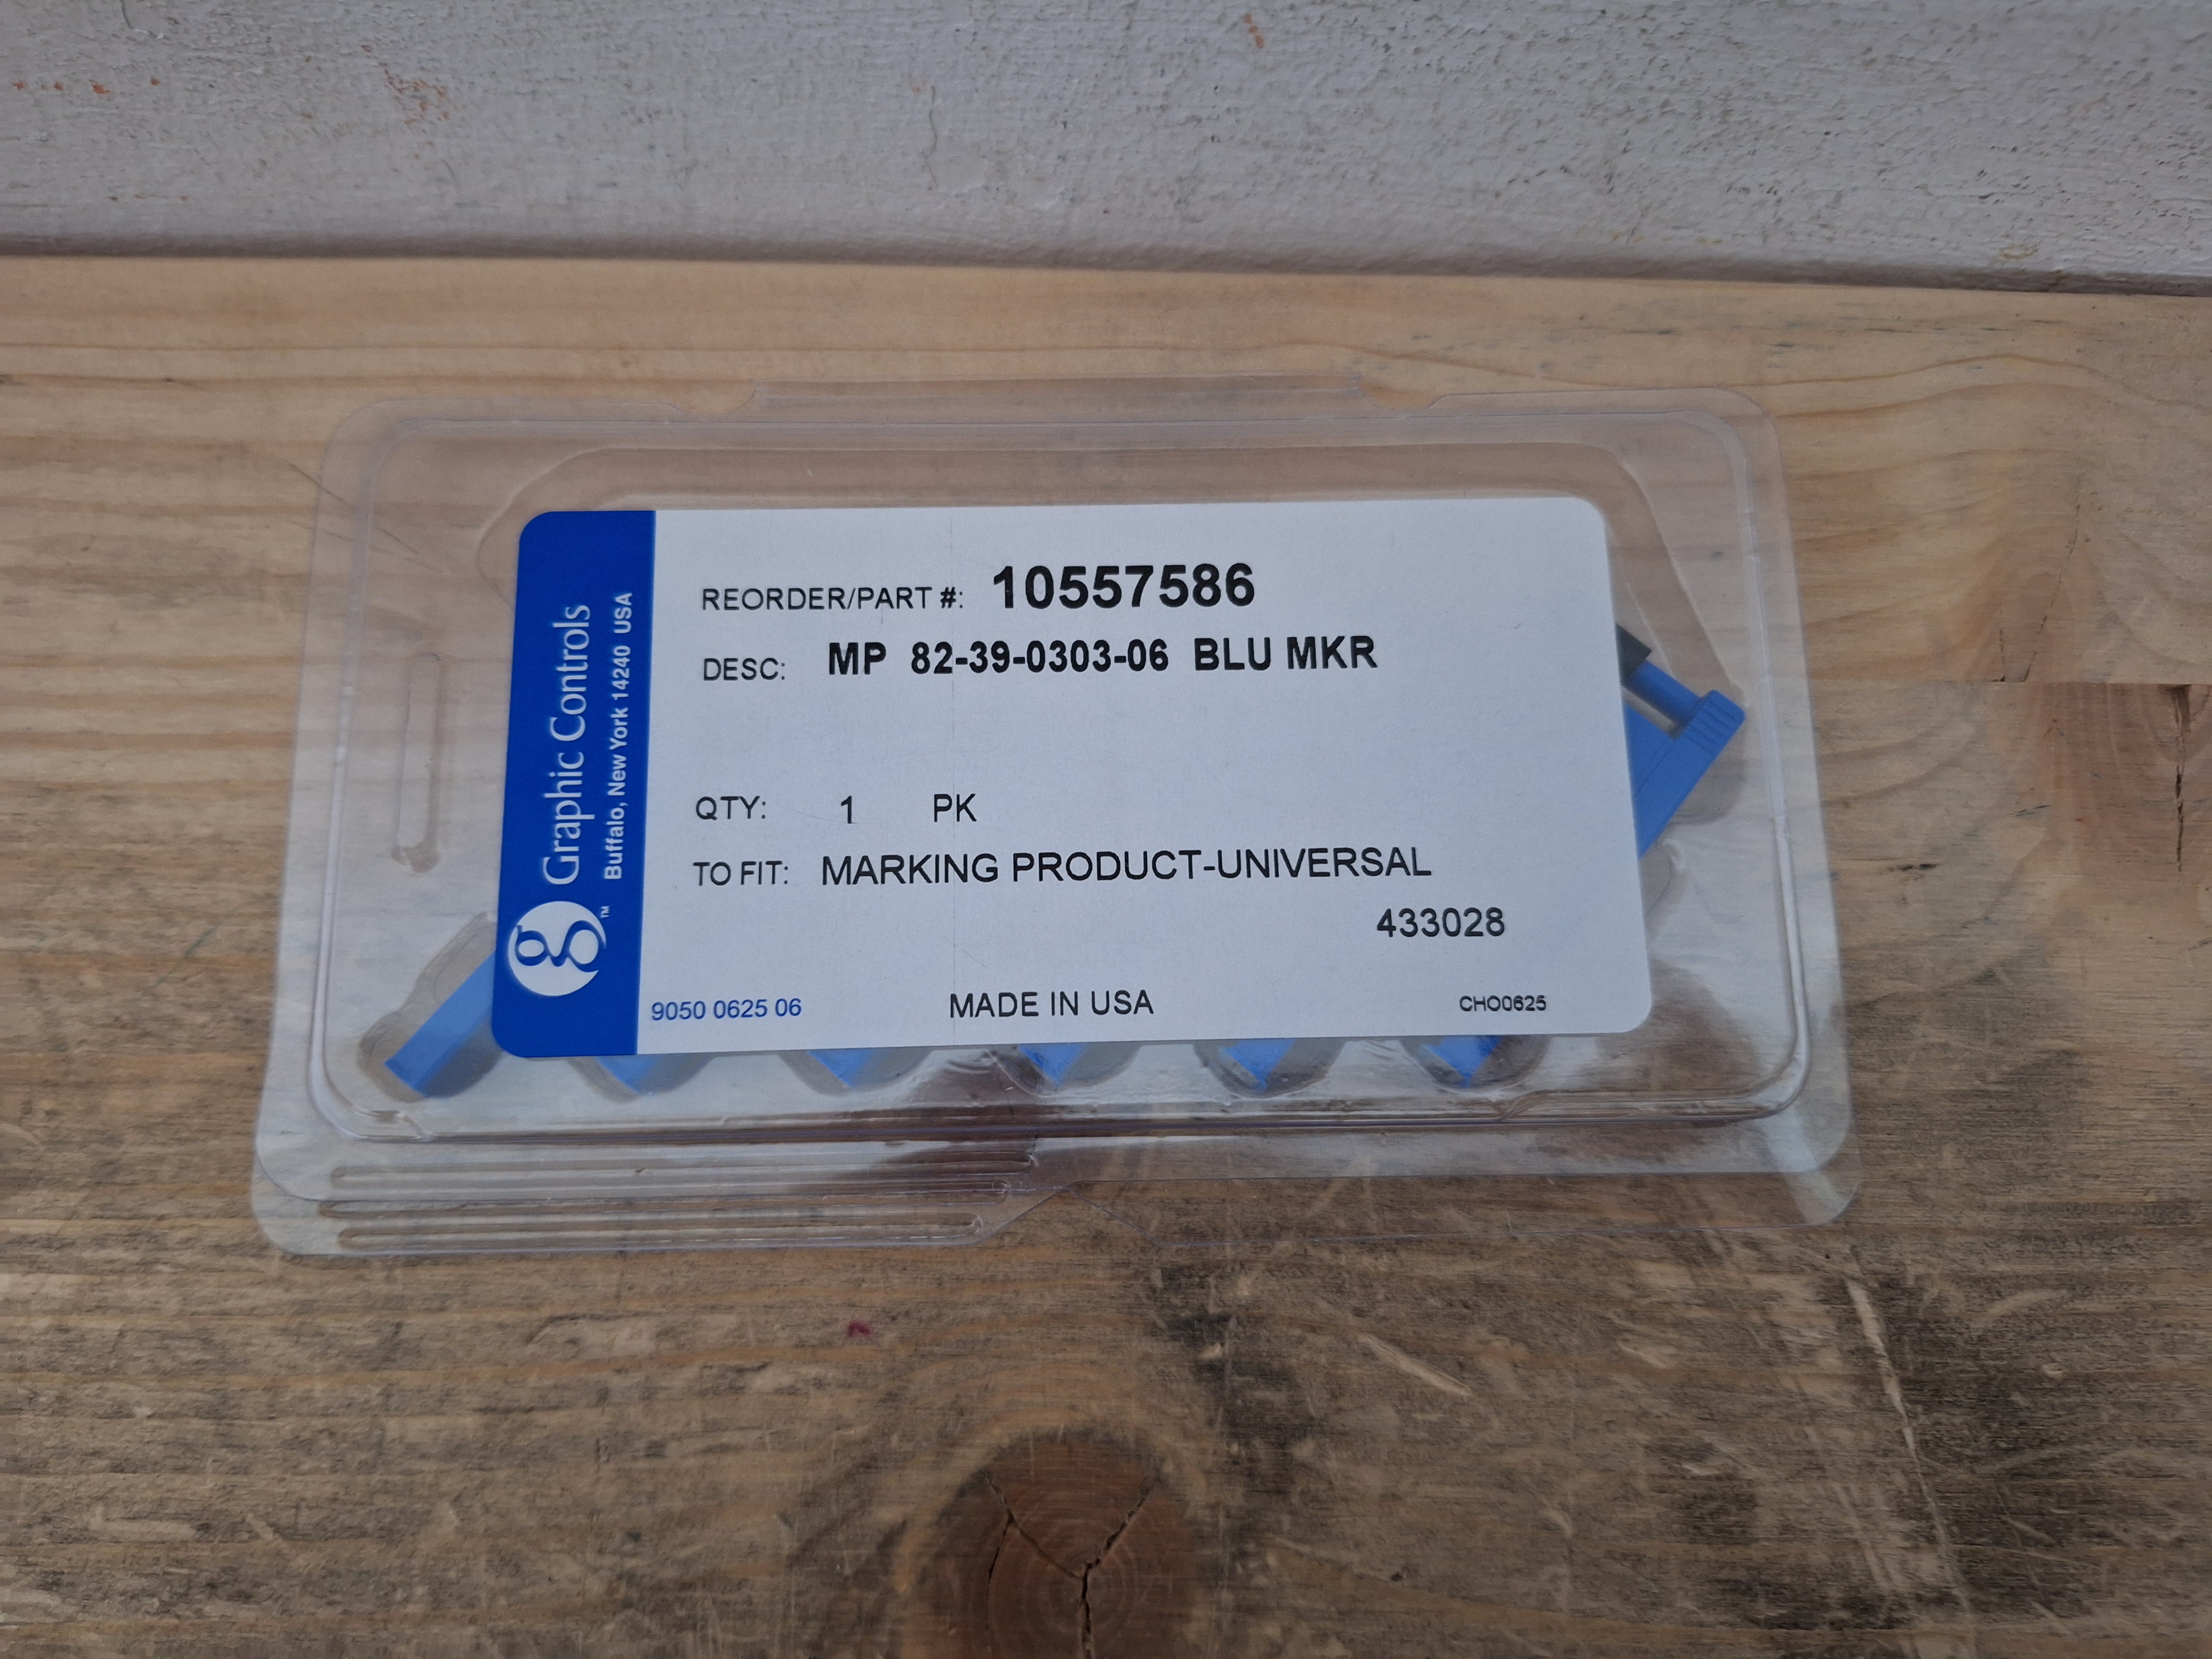 Graphic Controls
Buffalo, New York 14240 USA
g™
REORDER/PART #: 10557586
DESC: MP 82-39-0303-06 BLU MKR
QTY: 1 PK
TO FIT: MARKING PRODUCT-UNIVERSAL
433028
9050 0625 06 MADE IN USA CHO0625